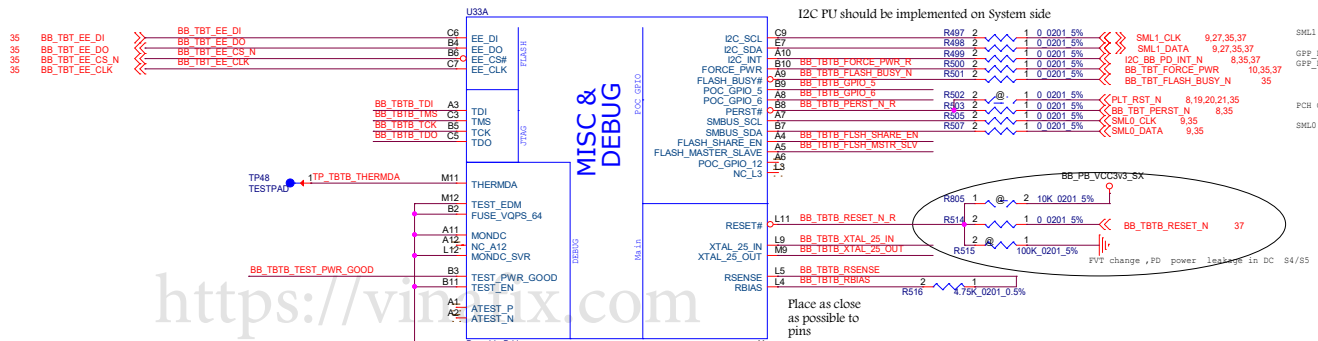 U33A
I2C PU should be implemented on System side
35 BB_TBT_EE_DI BB_TBT_EE_DI C6 EE_DI
35 BB_TBT_EE_DO BB_TBT_EE_DO B4 EE_DO
35 BB_TBT_EE_CS_N BB_TBT_EE_CS_N B6 EE_CS#
35 BB_TBT_EE_CLK BB_TBT_EE_CLK C7 EE_CLK
FLASH
BB_TBTB_TDI A3 TDI
BB_TBTB_TMS C3 TMS
BB_TBTB_TCK B5 TCK
BB_TBTB_TDO C5 TDO
JTAG
TP48
TESTPAD
1 TP_TBTB_THERMDA M11 THERMDA
M12 TEST_EDM
B2 FUSE_VQPS_64
A11 MONDC
A12 NC_A12
L12 MONDC_SVR
DEBUG
BB_TBTB_TEST_PWR_GOOD B3 TEST_PWR_GOOD
B11 TEST_EN
A1 ATEST_P
A2 ATEST_N
MISC &
DEBUG
POC GPIO
Main
I2C_SCL C9 R497 2 1 0_0201_5% SML1_CLK 9,27,35,37
I2C_SDA E7 R498 2 1 0_0201_5% SML1_DATA 9,27,35,37
I2C_INT A10 R499 2 1 0_0201_5% I2C_BB_PD_INT_N 8,35,37
FORCE_PWR B10 BB_TBTB_FORCE_PWR_R R500 2 1 0_0201_5% BB_TBT_FORCE_PWR 10,35,37
FLASH_BUSY# A9 BB_TBTB_FLASH_BUSY_N R501 2 1 0_0201_5% BB_TBT_FLASH_BUSY_N 35
POC_GPIO_5 B9 BB_TBTB_GPIO_5
POC_GPIO_6 A8 BB_TBTB_GPIO_6 R502 2 @ 1 0_0201_5% PLT_RST_N 8,19,20,21,35
PERST# B8 BB_TBTB_PERST_N_R R503 2 1 0_0201_5% BB_TBT_PERST_N 8,35
SMBUS_SCL A7 R505 2 1 0_0201_5% SML0_CLK 9,35
SMBUS_SDA B7 R507 2 1 0_0201_5% SML0_DATA 9,35
FLASH_SHARE_EN A4 BB_TBTB_FLSH_SHARE_EN
FLASH_MASTER_SLAVE A5 BB_TBTB_FLSH_MSTR_SLV
POC_GPIO_12 A6
NC_L3 L3
SML1
PCH
SML0
BB_PB_VCC3v3_SX
R805 1 @ 2 10K_0201_5%
RESET# L11 BB_TBTB_RESET_N_R R514 2 1 0_0201_5% BB_TBTB_RESET_N 37
R515 2 @ 1 100K_0201_5%
FVT change ,PD power leakage in DC S4/S5
XTAL_25_IN L9 BB_TBTB_XTAL_25_IN
XTAL_25_OUT M9 BB_TBTB_XTAL_25_OUT
RSENSE L5 BB_TBTB_RSENSE
RBIAS L4 BB_TBTB_RBIAS R516 2 1 4.75K_0201_0.5%
Place as close
as possible to
pins
https://vinafix.com